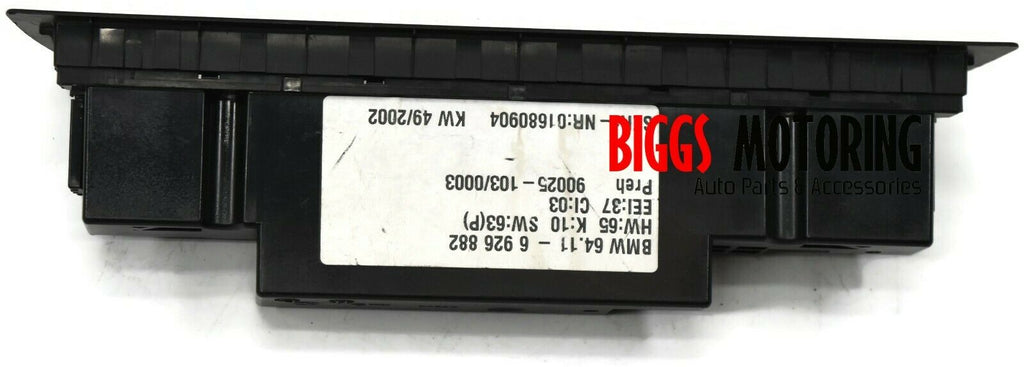 BMW 64.11 - 6 926 882
HW:65 K:10 SW:63(P)
EEI:37 CI:03
Preh 90025-103/0003
-NR:01680904 KW 49/2002
BIGGS MOTORING
Auto Parts & Accessories